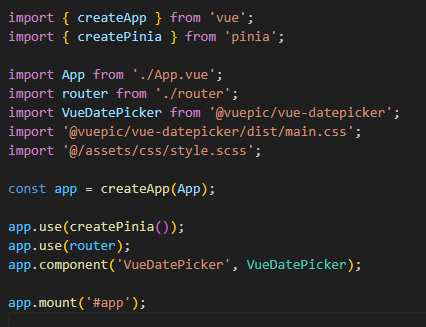 import { createApp } from 'vue';
import { createPinia } from 'pinia';
import App from './App.vue';
import router from './router';
import VueDatePicker from '@vuepic/vue-datepicker';
import '@vuepic/vue-datepicker/dist/main.css';
import '@/assets/css/style.scss';
const app = createApp(App);
app.use(createPinia());
app.use(router);
app.component('VueDatePicker', VueDatePicker);
app.mount('#app');